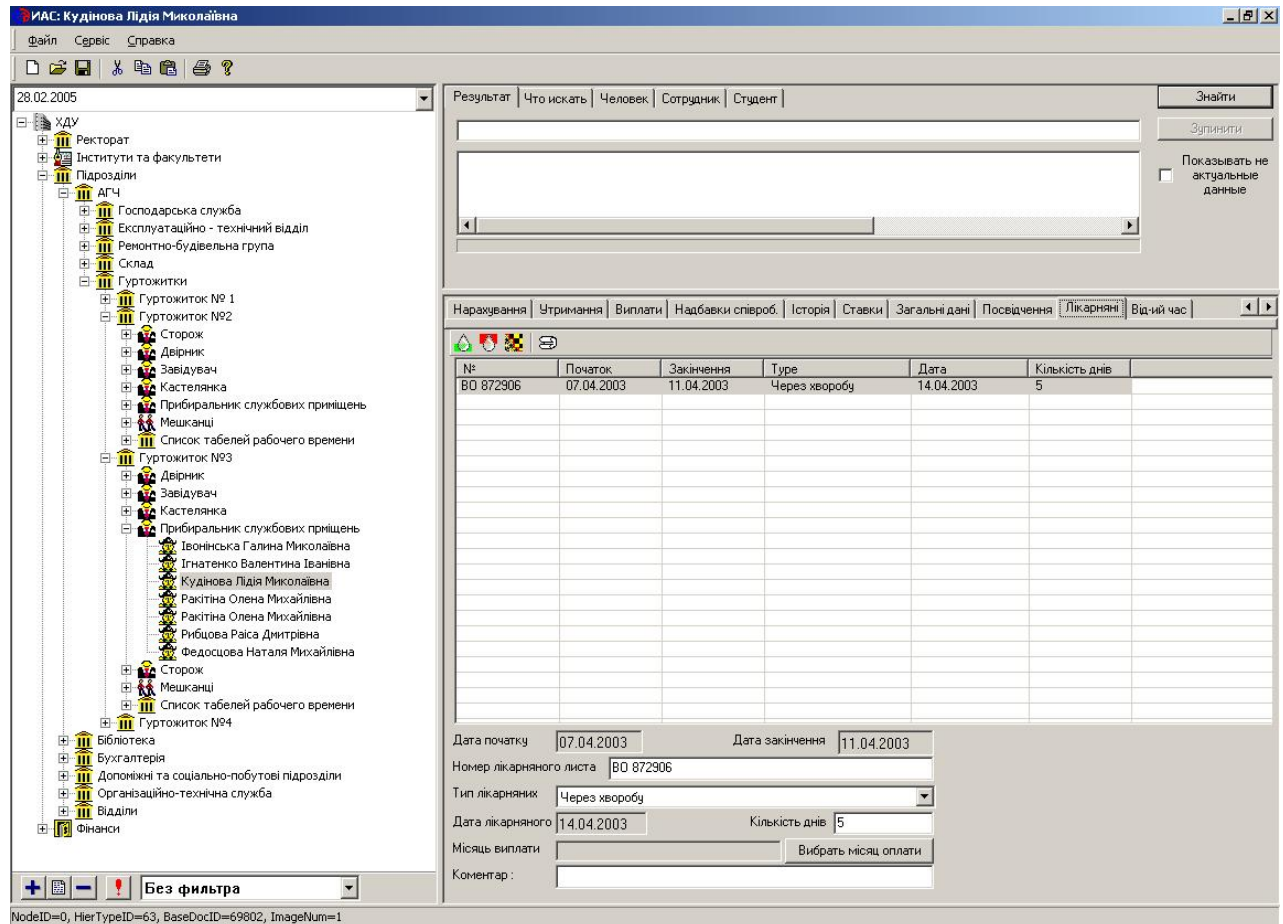 ИАС: Кудінова Лідія Миколаївна
Файл Сервіс Справка
28.02.2005
ХДУ
Ректорат
Інститути та факультети
Підрозділи
АГЧ
Господарська служба
Експлуатаційно - технічний відділ
Ремонтно-будівельна група
Склад
Гуртожитки
Гуртожиток № 1
Гуртожиток №2
Сторож
Двірник
Завідувач
Кастелянка
Прибиральник службових приміщень
Мешканці
Список табелей рабочего времени
Гуртожиток №3
Двірник
Завідувач
Кастелянка
Прибиральник службових прміщень
Івонінська Галина Миколаївна
Ігнатенко Валентина Іванівна
Кудінова Лідія Миколаївна
Ракітіна Олена Михайлівна
Ракітіна Олена Михайлівна
Рибцова Раїса Дмитрівна
Федосцова Наталя Михайлівна
Сторож
Мешканці
Список табелей рабочего времени
Гуртожиток №4
Бібліотека
Бухгалтерія
Допоміжні та соціально-побутові підрозділи
Організаційно-технічна служба
Відділи
Фінанси
Без фильтра
Результат Что искать Человек Сотрудник Студент
Знайти
Зупинити
Показывать не
актуальные
данные
Нарахування Утримання Виплати Надбавки співроб. Історія Ставки Загальні дані Посвідчення Лікарняні Від-ий час
№ Початок Закінчення Type Дата Кількість днів
ВО 872906 07.04.2003 11.04.2003 Через хворобу 14.04.2003 5
Дата початку 07.04.2003 Дата закінчення 11.04.2003
Номер лікарняного листа ВО 872906
Тип лікарняних Через хворобу
Дата лікарняного 14.04.2003 Кількість днів 5
Місяць виплати Вибрать місяц оплати
Коментар :
NodeID=0, HierTypeID=63, BaseDocID=69802, ImageNum=1